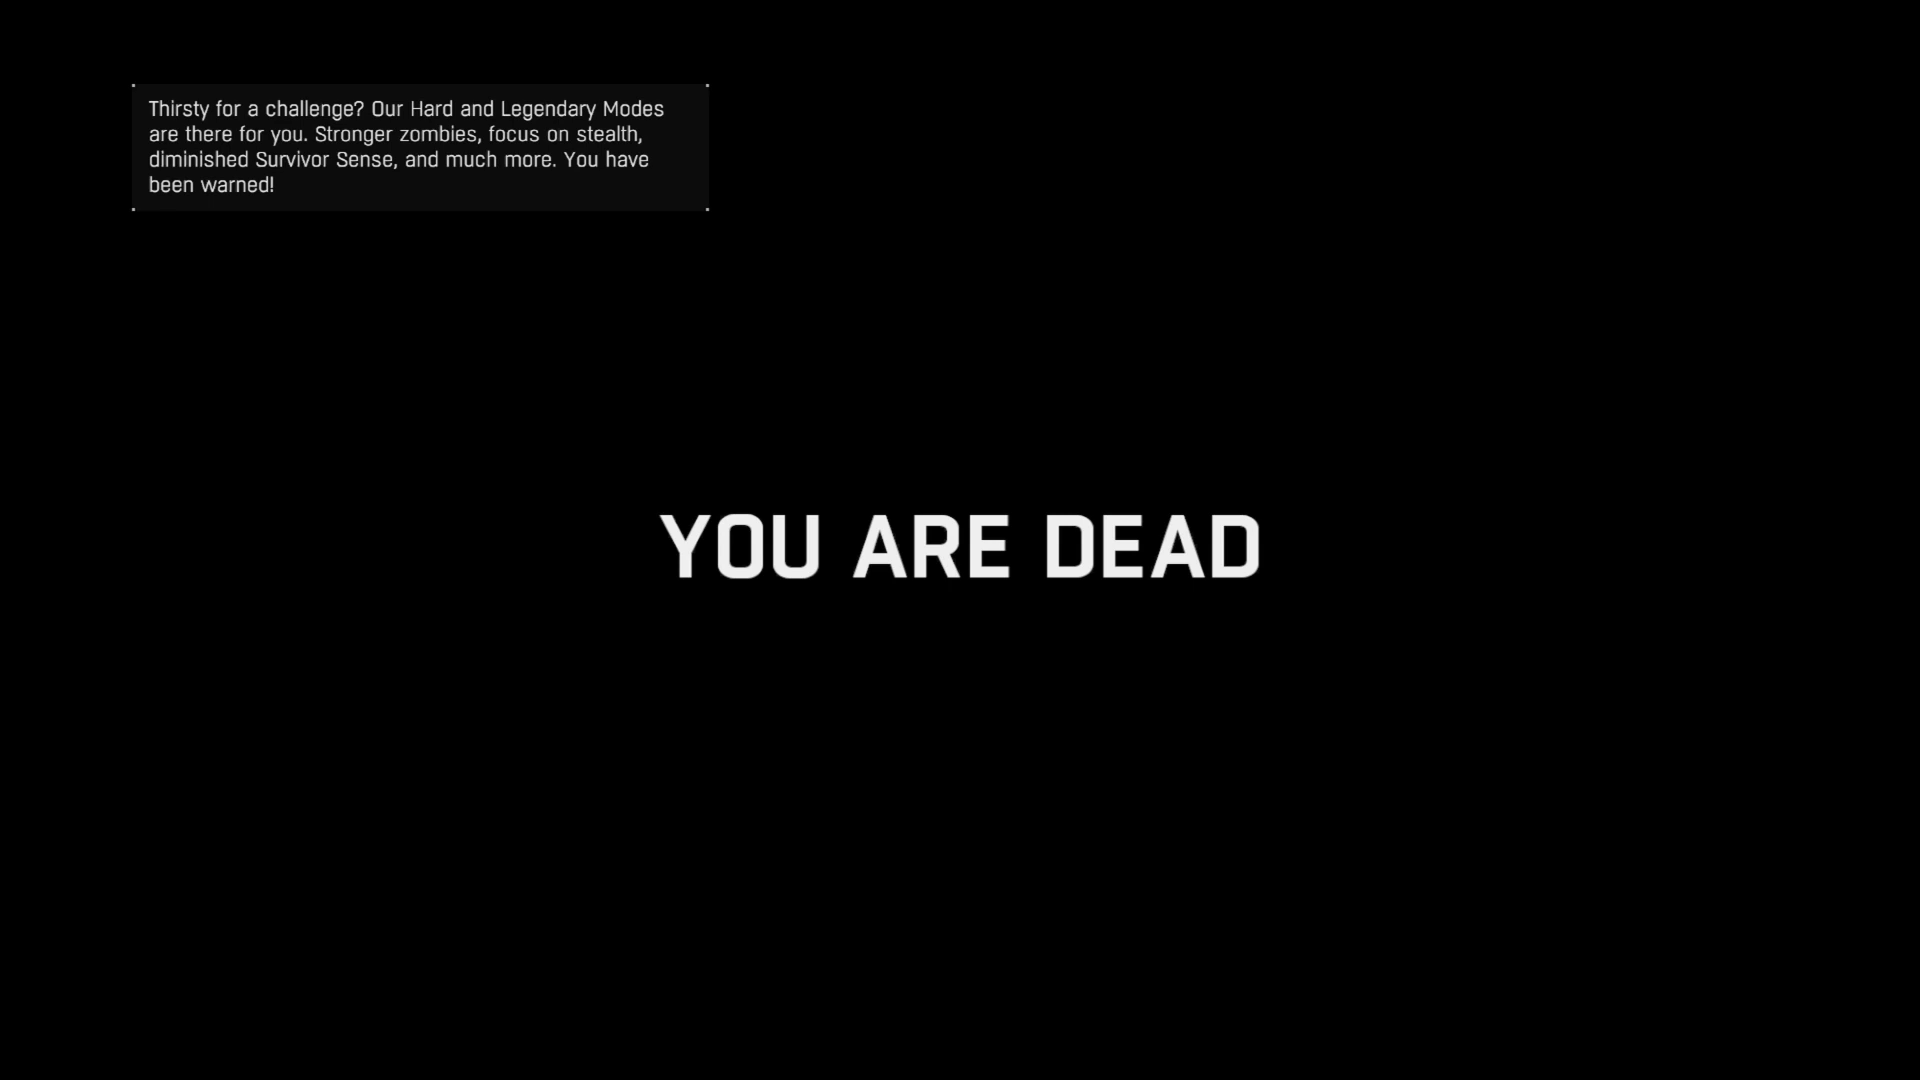 Thirsty for a challenge? Our Hard and Legendary Modes
are there for you. Stronger zombies, focus on stealth,
diminished Survivor Sense, and much more. You have
been warned!
YOU ARE DEAD